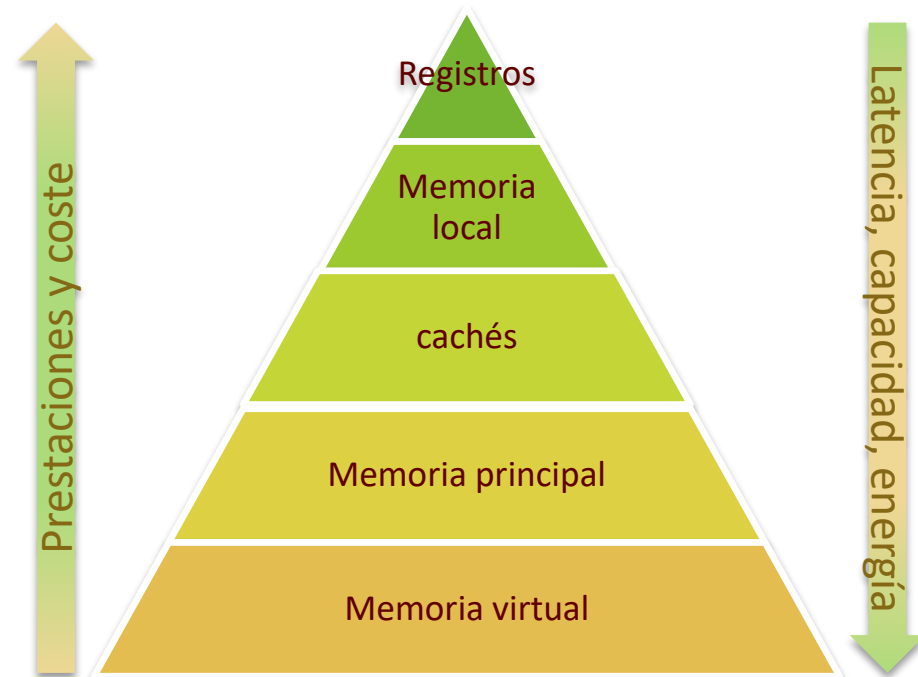 Prestaciones y coste
Registros
Memoria
local
cachés
Memoria principal
Memoria virtual
Latencia, capacidad, energía